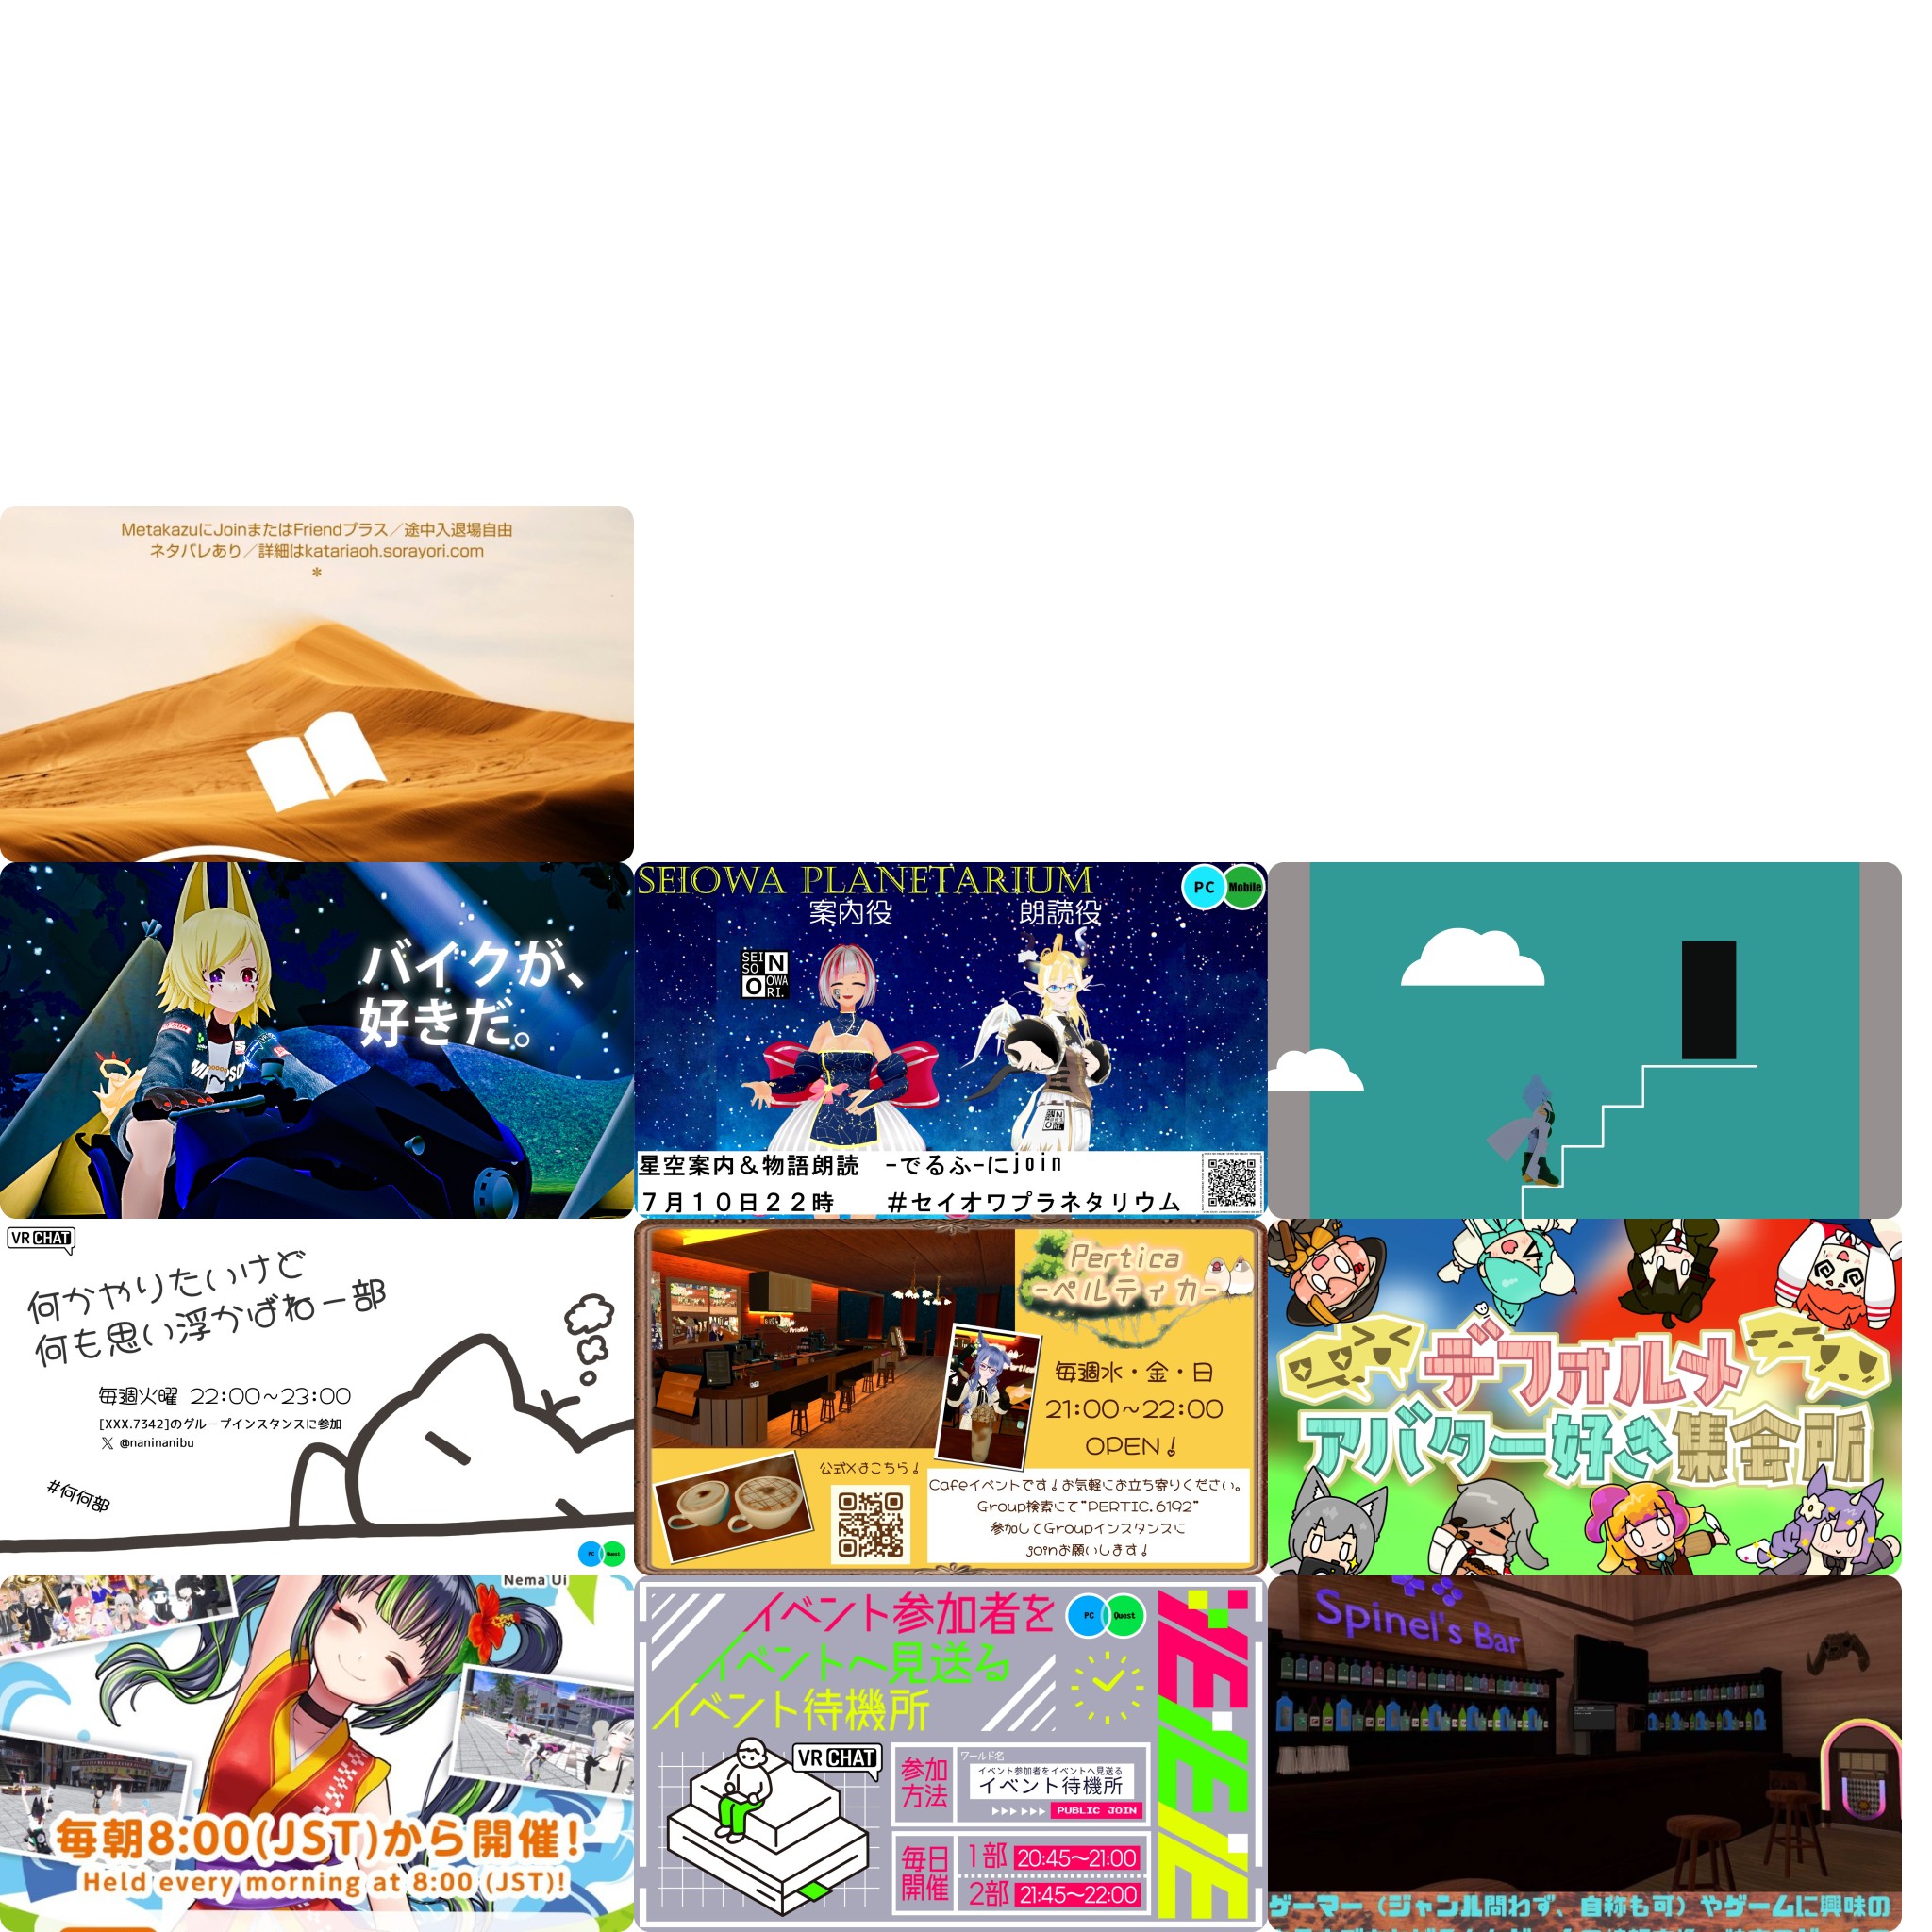 MetakazuにJoinまたはFriendプラス／途中入退場自由
ネタバレあり／詳細はkatariaoh.sorayori.com
*
バイクが、
好きだ。
SEIOWA PLANETARIUM
PC Mobile
案内役 朗読役
SEI
SO
N
O
OWA
RI.
星空案内＆物語朗読 -でるふ-にjoin
7月10日22時 #セイオワプラネタリウム
VRCHAT
何かやりたいけど
何も思い浮かばねー部
毎週火曜 22:00~23:00
[XXX.7342]のグループインスタンスに参加
X @naninanibu
#何何部
PC Quest
Pertica
-ペルティカ-
毎週水・金・日
21:00~22:00
OPEN!
公式Xはこちら!
Cafeイベントです!お気軽にお立ち寄りください。
Group検索にて"PERTIC.6192"
参加してGroupインスタンスに
joinお願いします!
デフォルメ
アバター好き集会所
Nema Ui
毎朝8:00(JST)から開催!
Held every morning at 8:00 (JST)!
イベント参加者を
イベントへ見送る
イベント待機所
PC Quest
VRCHAT
参加
方法
ワールド名
イベント参加者をイベントへ見送る
イベント待機所
PUBLIC JOIN
毎日
開催
1部 20:45~21:00
2部 21:45~22:00
Spinel's Bar
ゲーマー（ジャンル問わず、自称も可）やゲームに興味の